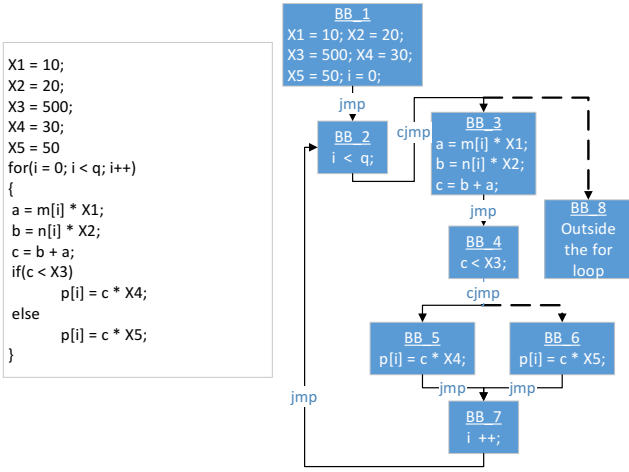 X1 = 10;
X2 = 20;
X3 = 500;
X4 = 30;
X5 = 50
for(i = 0; i < q; i++)
{
a = m[i] * X1;
b = n[i] * X2;
c = b + a;
if(c < X3)
p[i] = c * X4;
else
p[i] = c * X5;
}
BB_1
X1 = 10; X2 = 20;
X3 = 500; X4 = 30;
X5 = 50; i = 0;
jmp
BB_2
i < q;
cjmp
BB_3
a = m[i] * X1;
b = n[i] * X2;
c = b + a;
jmp
BB_8
Outside
the for
loop
BB_4
c < X3;
cjmp
BB_5
p[i] = c * X4;
BB_6
p[i] = c * X5;
jmp
jmp
BB_7
i ++;
jmp